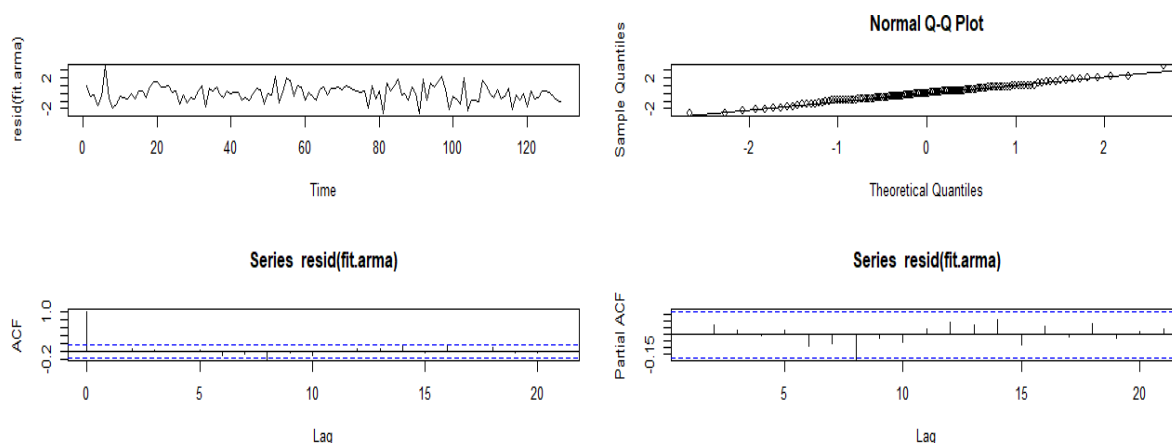 resid(fit.arma)
2
-2
0 20 40 60 80 100 120
Time
Normal Q-Q Plot
Sample Quantiles
2
-2
-2 -1 0 1 2
Theoretical Quantiles
Series resid(fit.arma)
ACF
1.0
-0.2
0 5 10 15 20
Lag
Series resid(fit.arma)
Partial ACF
-0.15
5 10 15 20
Lag